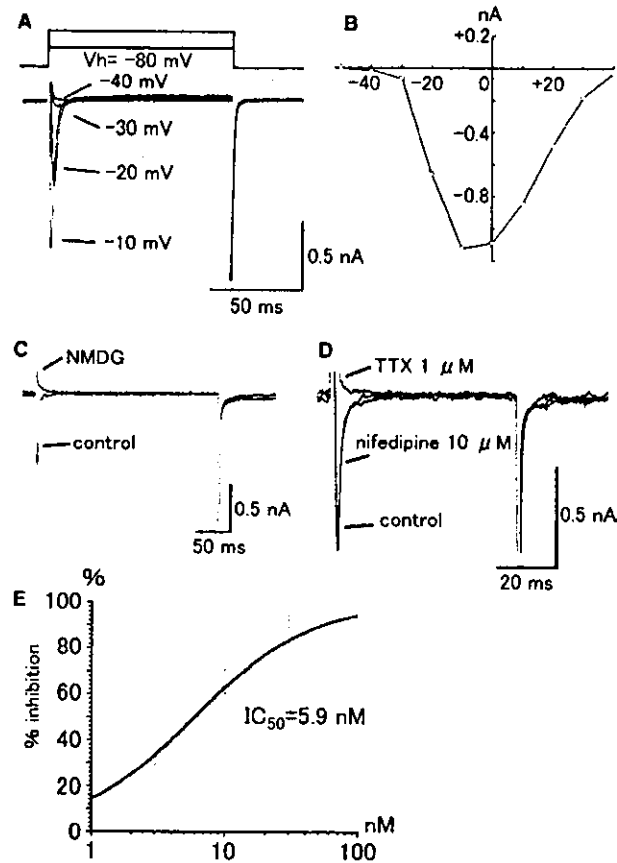 A
Vh= −80 mV
−40 mV
−30 mV
−20 mV
−10 mV
0.5 nA
50 ms
B
nA
+0.2
−40 −20 0 +20
−0.4
−0.8
C
NMDG
control
0.5 nA
50 ms
D
TTX 1 μM
nifedipine 10 μM
control
0.5 nA
20 ms
E
%
100
80
60
40
20
0
% inhibition
IC50=5.9 nM
1 10 100
nM